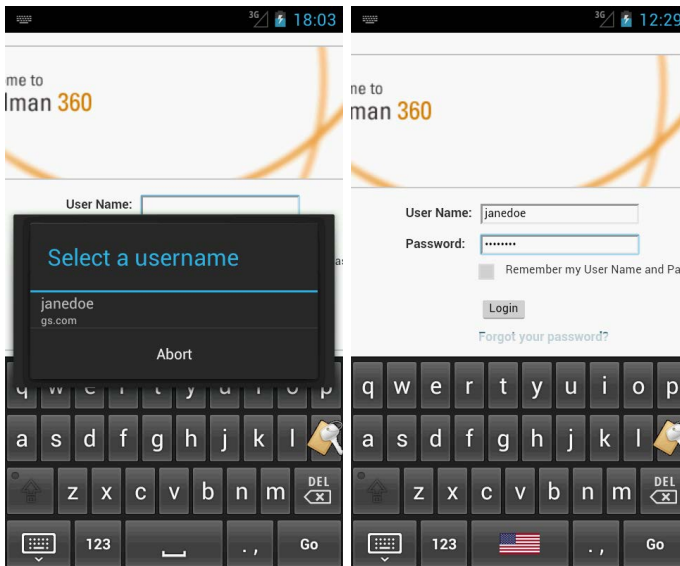 3G 18:03
me to
lman 360
User Name:
Select a username
janedoe
gs.com
Abort
a s d f g h j k l
z x c v b n m DEL
123 . , Go
3G 12:29
me to
man 360
User Name: janedoe
Password: ••••••••
Remember my User Name and Pa
Login
Forgot your password?
q w e r t y u i o p
a s d f g h j k l
z x c v b n m DEL
123 . , Go